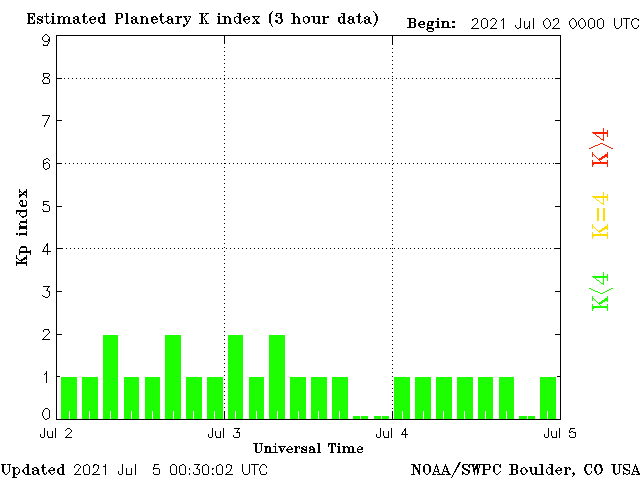 Estimated Planetary K index (3 hour data) Begin: 2021 Jul 02 0000 UTC
9
8
7
6
5
4
3
2
1
0
Kp index
K>4
K=4
K<4
Jul 2 Jul 3 Jul 4 Jul 5
Universal Time
Updated 2021 Jul 5 00:30:02 UTC NOAA/SWPC Boulder, CO USA